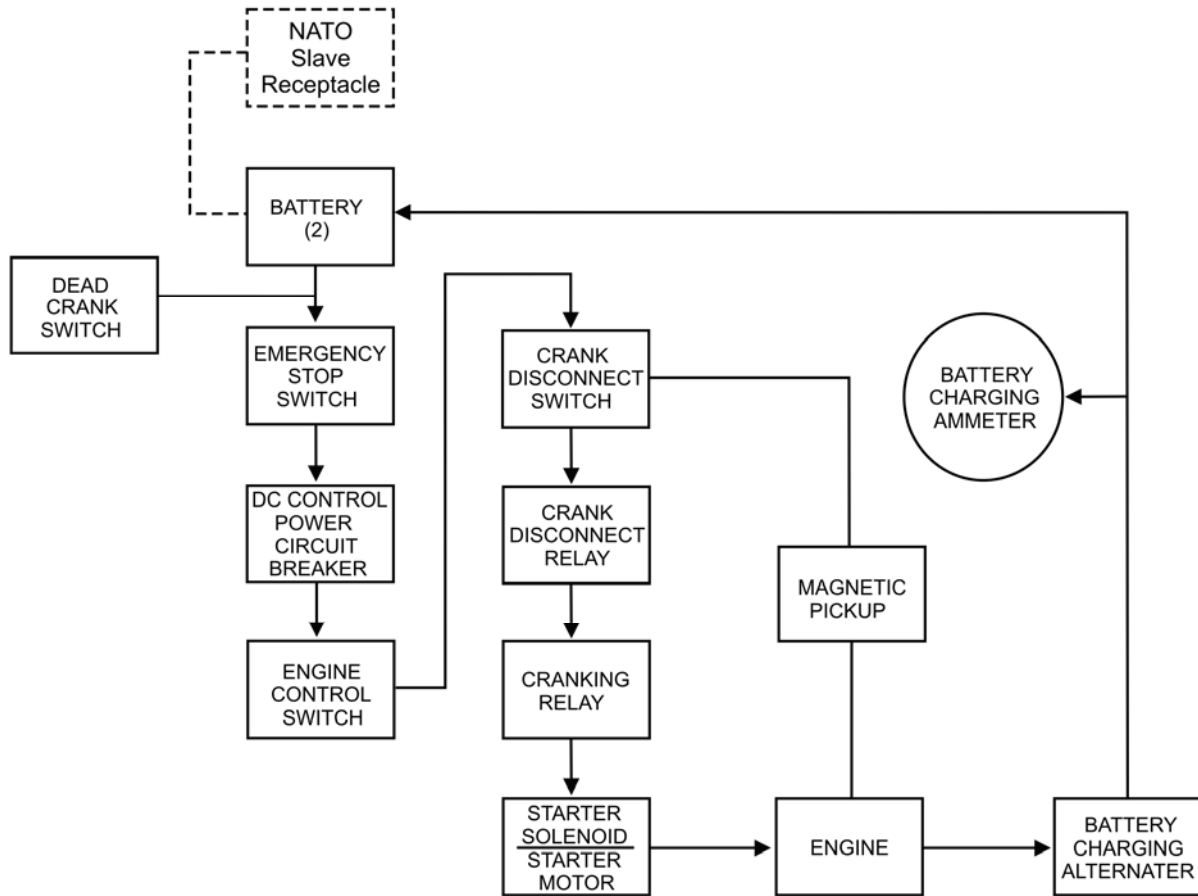 NATO
Slave
Receptacle
BATTERY
(2)
DEAD
CRANK
SWITCH
EMERGENCY
STOP
SWITCH
CRANK
DISCONNECT
SWITCH
BATTERY
CHARGING
AMMETER
DC CONTROL
POWER
CIRCUIT
BREAKER
CRANK
DISCONNECT
RELAY
MAGNETIC
PICKUP
ENGINE
CONTROL
SWITCH
CRANKING
RELAY
STARTER
SOLENOID
STARTER
MOTOR
ENGINE
BATTERY
CHARGING
ALTERNATER